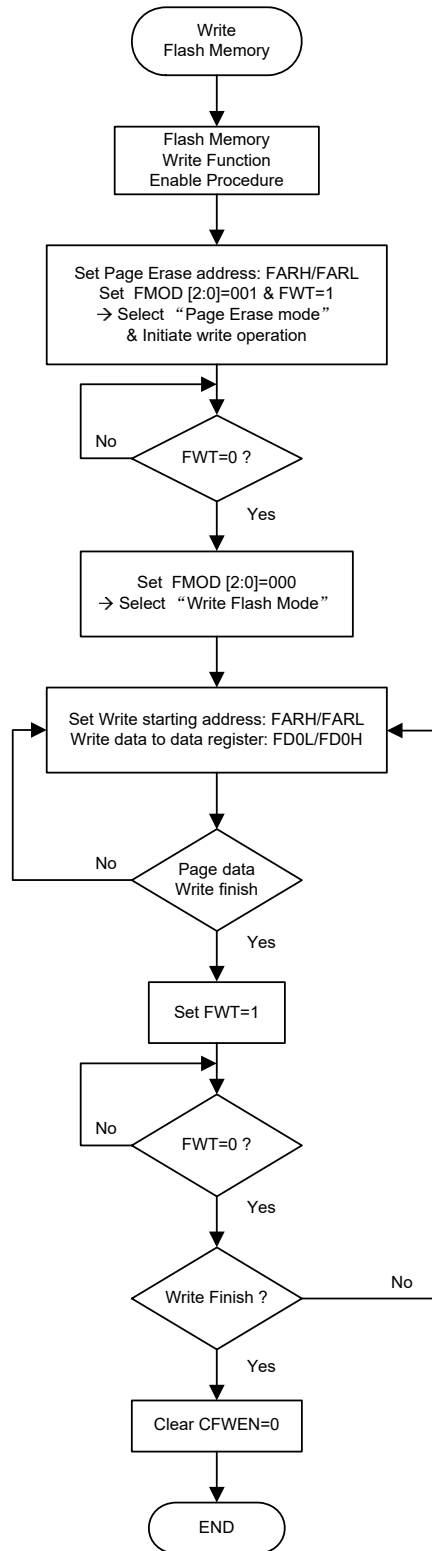 Write
Flash Memory
Flash Memory
Write Function
Enable Procedure
Set Page Erase address: FARH/FARL
Set FMOD [2:0]=001 & FWT=1
→ Select “Page Erase mode”
& Initiate write operation
No
FWT=0 ?
Yes
Set FMOD [2:0]=000
→ Select “Write Flash Mode”
Set Write starting address: FARH/FARL
Write data to data register: FD0L/FD0H
No
Page data
Write finish
Yes
Set FWT=1
No
FWT=0 ?
Yes
Write Finish ?
No
Yes
Clear CFWEN=0
END